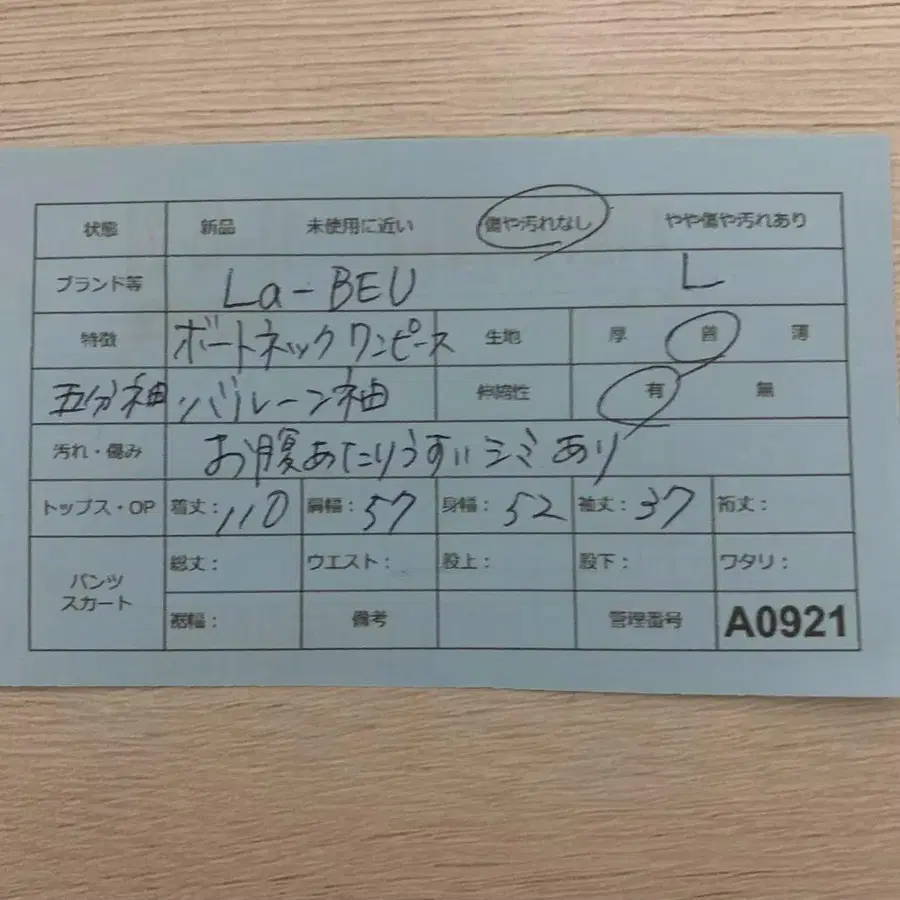 状態 新品 未使用に近い 傷や汚れなし やや傷や汚れあり
ブランド等 La-BEU L
特徴 ボートネックワンピース 生地 厚 普 薄
五分袖 バルーン袖 伸縮性 有 無
汚れ・傷み お腹あたりうすいシミあり
トップス・OP 着丈:110 肩幅:57 身幅:52 袖丈:37 裄丈:
パンツ スカート 総丈: ウエスト: 股上: 股下: ワタリ:
裾幅: 備考 管理番号 A0921